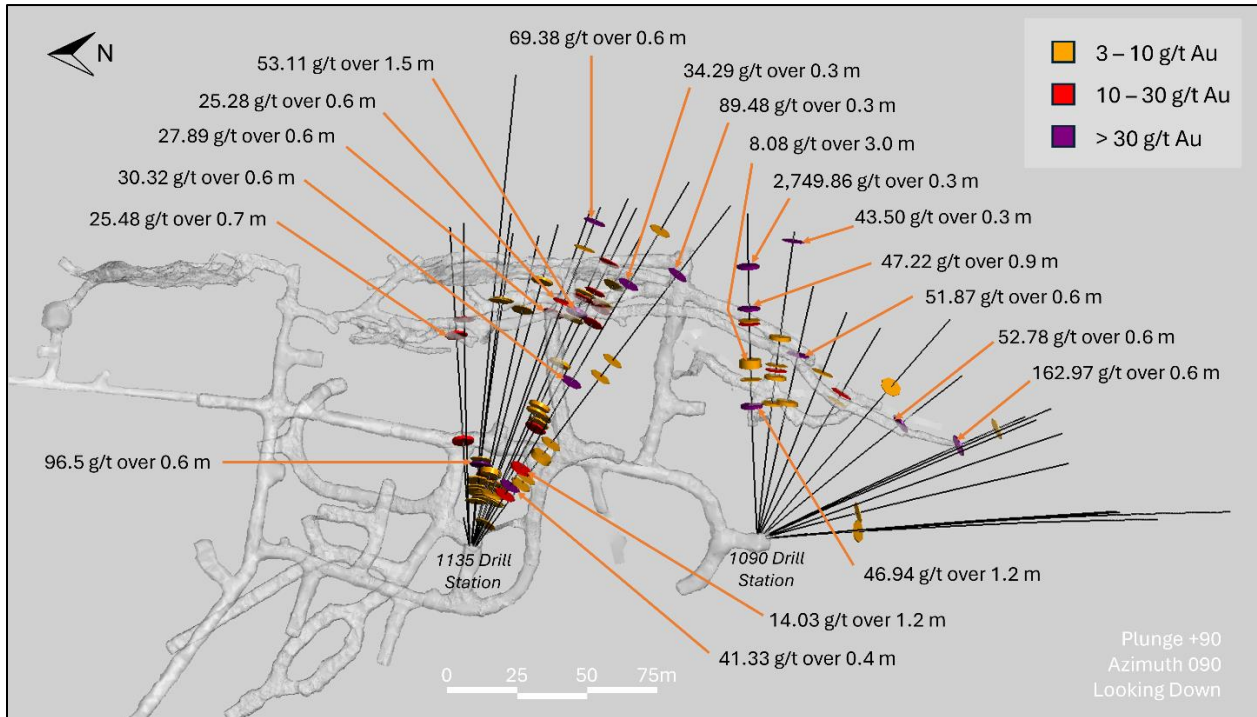 N
69.38 g/t over 0.6 m
53.11 g/t over 1.5 m
25.28 g/t over 0.6 m
27.89 g/t over 0.6 m
30.32 g/t over 0.6 m
25.48 g/t over 0.7 m
34.29 g/t over 0.3 m
89.48 g/t over 0.3 m
8.08 g/t over 3.0 m
2,749.86 g/t over 0.3 m
43.50 g/t over 0.3 m
47.22 g/t over 0.9 m
51.87 g/t over 0.6 m
52.78 g/t over 0.6 m
162.97 g/t over 0.6 m
3 – 10 g/t Au
10 – 30 g/t Au
> 30 g/t Au
96.5 g/t over 0.6 m
1135 Drill
Station
1090 Drill
Station
46.94 g/t over 1.2 m
14.03 g/t over 1.2 m
41.33 g/t over 0.4 m
0 25 50 75m
Plunge +90
Azimuth 090
Looking Down